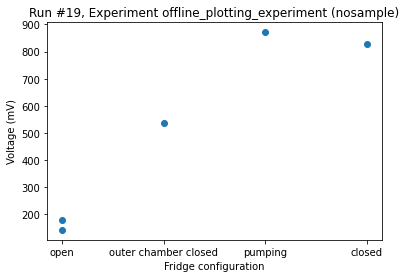 Run #19, Experiment offline_plotting_experiment (nosample)
900
800
700
600
500
400
300
200
Voltage (mV)
open outer chamber closed pumping closed
Fridge configuration